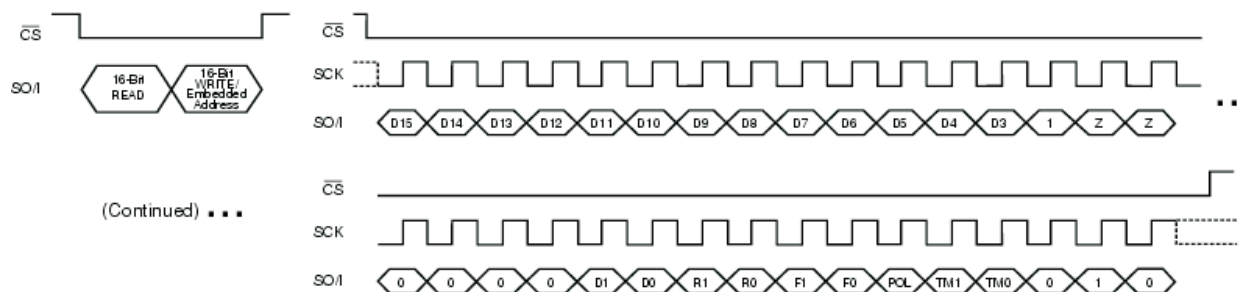 CS
SO/I
16-Bit
READ
16-Bit
WRITE/
Embedded
Address
CS
SCK
SO/I D15 D14 D13 D12 D11 D10 D9 D8 D7 D6 D5 D4 D3 1 Z Z
(Continued) ...
CS
SCK
SO/I 0 0 0 0 D1 D0 R1 R0 F1 F0 POL TM1 TM0 0 1 0